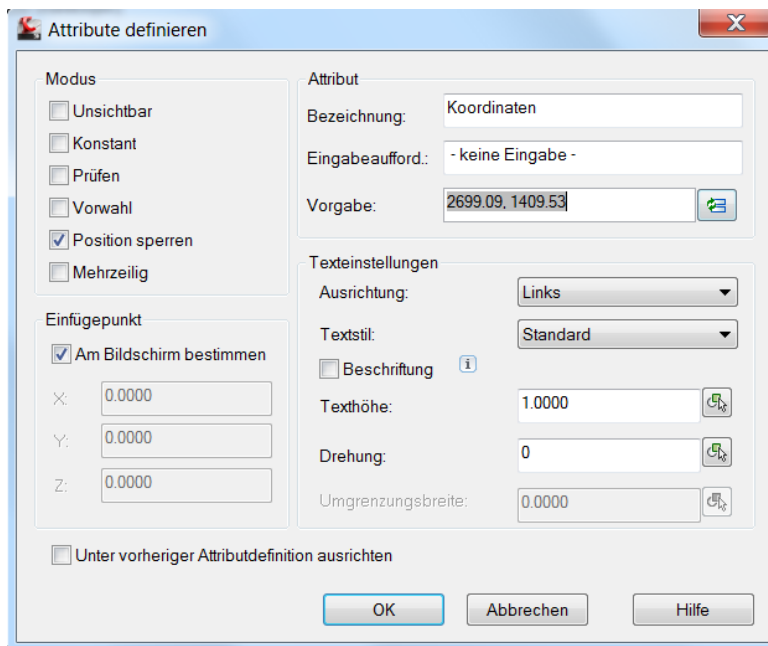 Attribute definieren
Modus
Unsichtbar
Konstant
Prüfen
Vorwahl
Position sperren
Mehrzeilig
Einfügepunkt
Am Bildschirm bestimmen
X: 0.0000
Y: 0.0000
Z: 0.0000
Attribut
Bezeichnung: Koordinaten
Eingabeaufford.: - keine Eingabe -
Vorgabe: 2699.09, 1409.53
Texteinstellungen
Ausrichtung: Links
Textstil: Standard
Beschriftung i
Texthöhe: 1.0000
Drehung: 0
Umgrenzungsbreite: 0.0000
Unter vorheriger Attributdefinition ausrichten
OK Abbrechen Hilfe